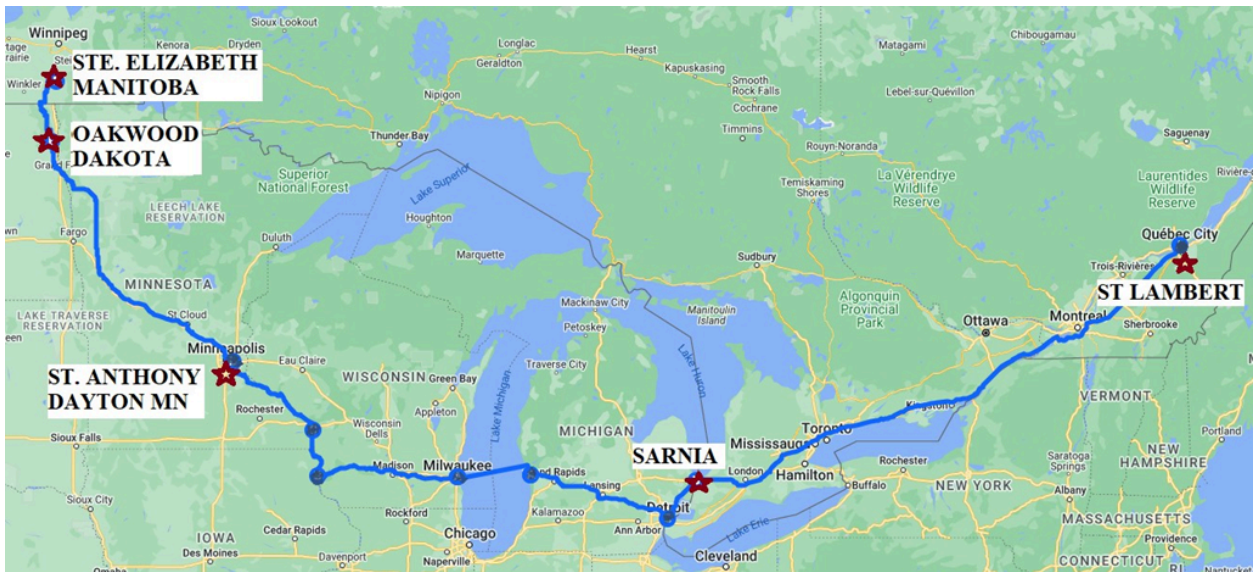 Sioux Lookout
Chibougamau
Winnipeg
Kenora
Dryden
Longlac
Hearst
Matagami
Geraldton
Kapuskasing
STE. ELIZABETH
MANITOBA
Winkler
Smooth
Rock Falls
Lebel-sur-Quévillon
Nipigon
Cochrane
OAKWOOD
DAKOTA
Thunder Bay
Timmins
Rouyn-Noranda
Saguenay
Superior
National Forest
Lake Superior
Temiskaming
Shores
La Vérendrye
Wildlife
Reserve
Laurentides
Wildlife
Reserve
LEECH LAKE
RESERVATION
Houghton
Fargo
Duluth
Marquette
Sudbury
Québec City
Trois-Rivières
MINNESOTA
Mackinaw City
Manitoulin
Island
Algonquin
Provincial
Park
ST LAMBERT
LAKE TRAVERSE
RESERVATION
St Cloud
Petoskey
Ottawa
Montreal
Sherbrooke
Minneapolis
Eau Claire
Traverse City
Lake Huron
ST. ANTHONY
DAYTON MN
WISCONSIN
Green Bay
Lake Michigan
Appleton
Kingston
VERMONT
Rochester
Wisconsin
Dells
MICHIGAN
Toronto
Mississauga
Portland
Sioux Falls
SARNIA
Madison
Milwaukee
Lansing
London
Hamilton
Rochester
Saratoga
Springs
NEW
HAMPSHIRE
Buffalo
NEW YORK
Sioux City
Rockford
Kalamazoo
Detroit
Ann Arbor
Albany
IOWA
Cedar Rapids
Chicago
Lake Erie
MASSACHUSETTS
Des Moines
Davenport
Naperville
Cleveland
Providence
CONNECTICUT
RI
Omaha
Nantucket